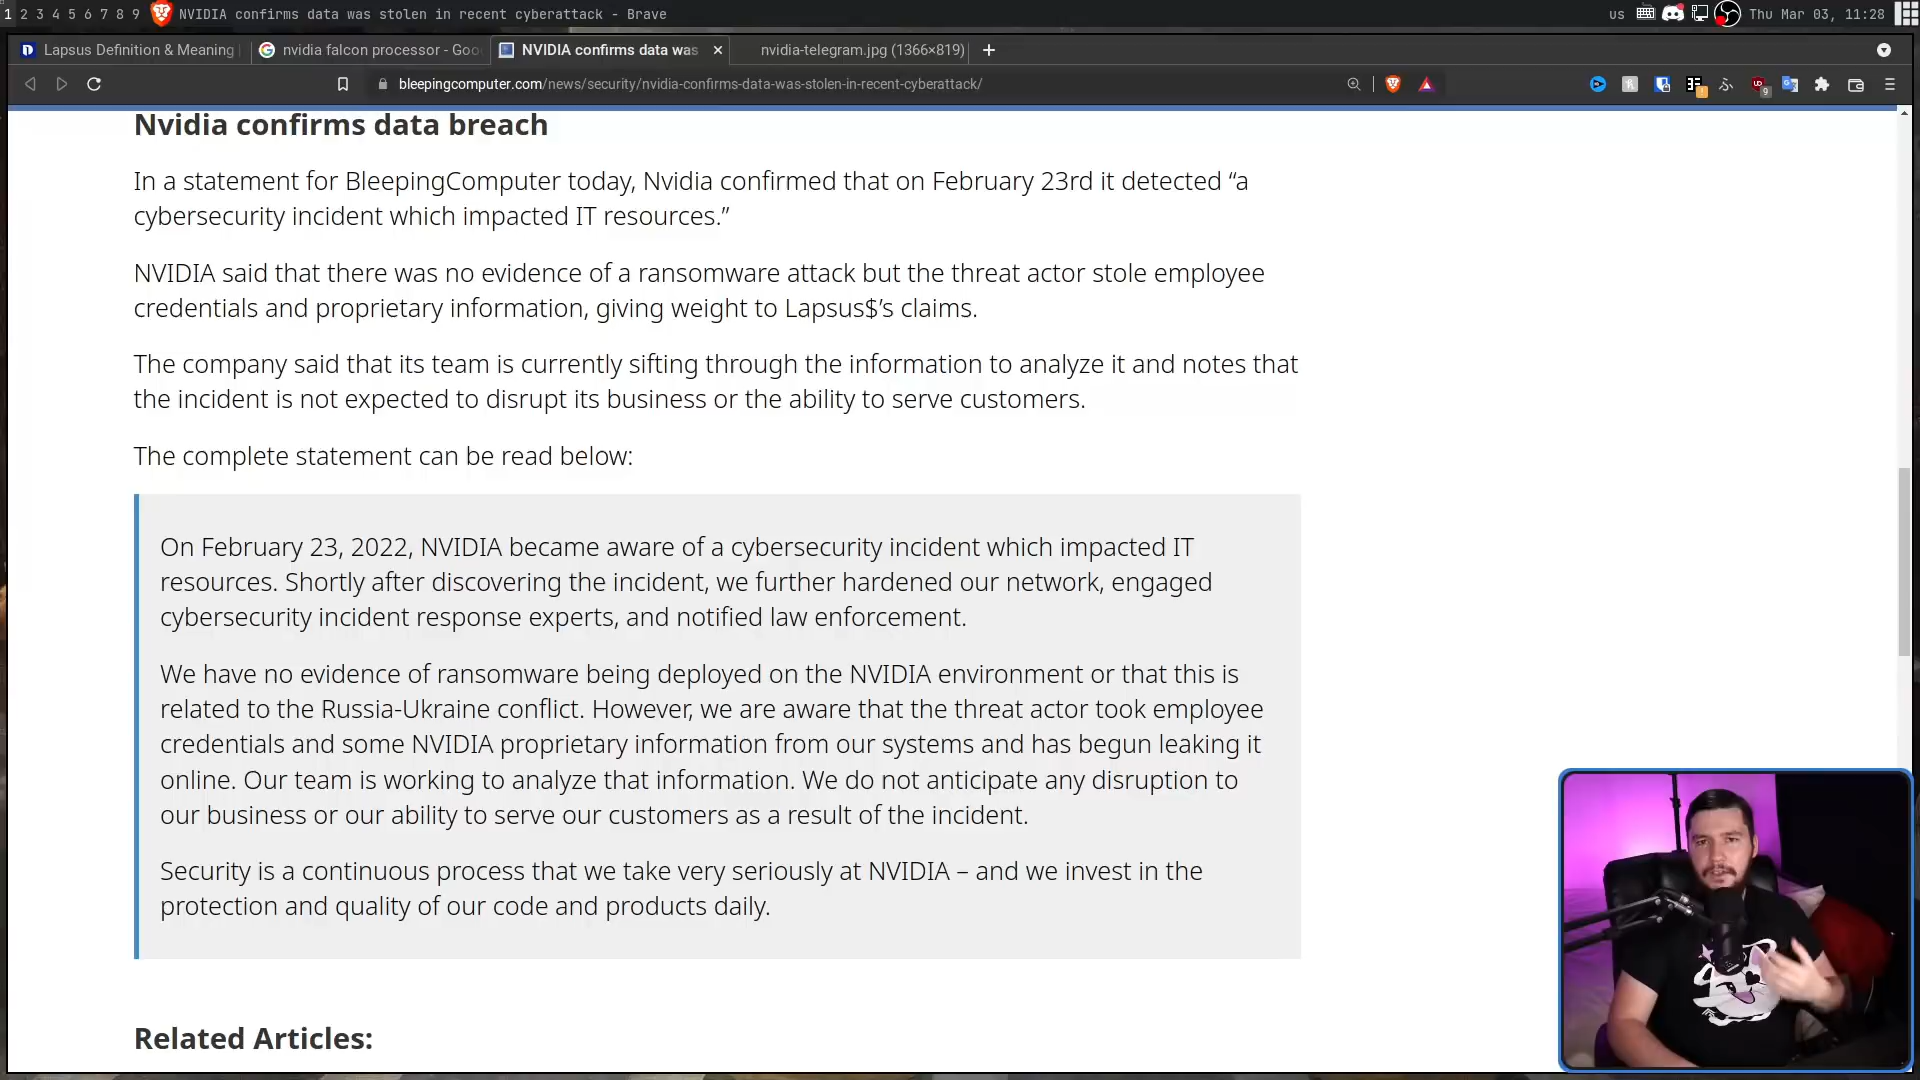 1 2 3 4 5 6 7 8 9 NVIDIA confirms data was stolen in recent cyberattack - Brave
us Thu Mar 03, 11:28
Lapsus Definition & Meaning
nvidia falcon processor - Goo
NVIDIA confirms data was
nvidia-telegram.jpg (1366×819)
bleepingcomputer.com/news/security/nvidia-confirms-data-was-stolen-in-recent-cyberattack/
Nvidia confirms data breach
In a statement for BleepingComputer today, Nvidia confirmed that on February 23rd it detected “a
cybersecurity incident which impacted IT resources.”
NVIDIA said that there was no evidence of a ransomware attack but the threat actor stole employee
credentials and proprietary information, giving weight to Lapsus$’s claims.
The company said that its team is currently sifting through the information to analyze it and notes that
the incident is not expected to disrupt its business or the ability to serve customers.
The complete statement can be read below:
On February 23, 2022, NVIDIA became aware of a cybersecurity incident which impacted IT
resources. Shortly after discovering the incident, we further hardened our network, engaged
cybersecurity incident response experts, and notified law enforcement.
We have no evidence of ransomware being deployed on the NVIDIA environment or that this is
related to the Russia-Ukraine conflict. However, we are aware that the threat actor took employee
credentials and some NVIDIA proprietary information from our systems and has begun leaking it
online. Our team is working to analyze that information. We do not anticipate any disruption to
our business or our ability to serve our customers as a result of the incident.
Security is a continuous process that we take very seriously at NVIDIA – and we invest in the
protection and quality of our code and products daily.
Related Articles: